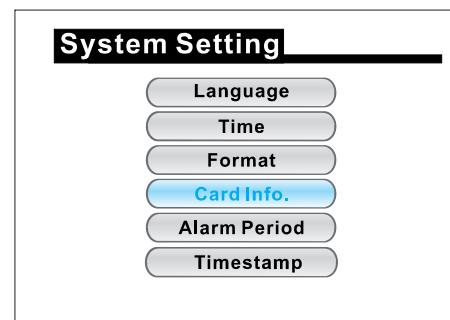 System Setting
Language
Time
Format
Card Info.
Alarm Period
Timestamp